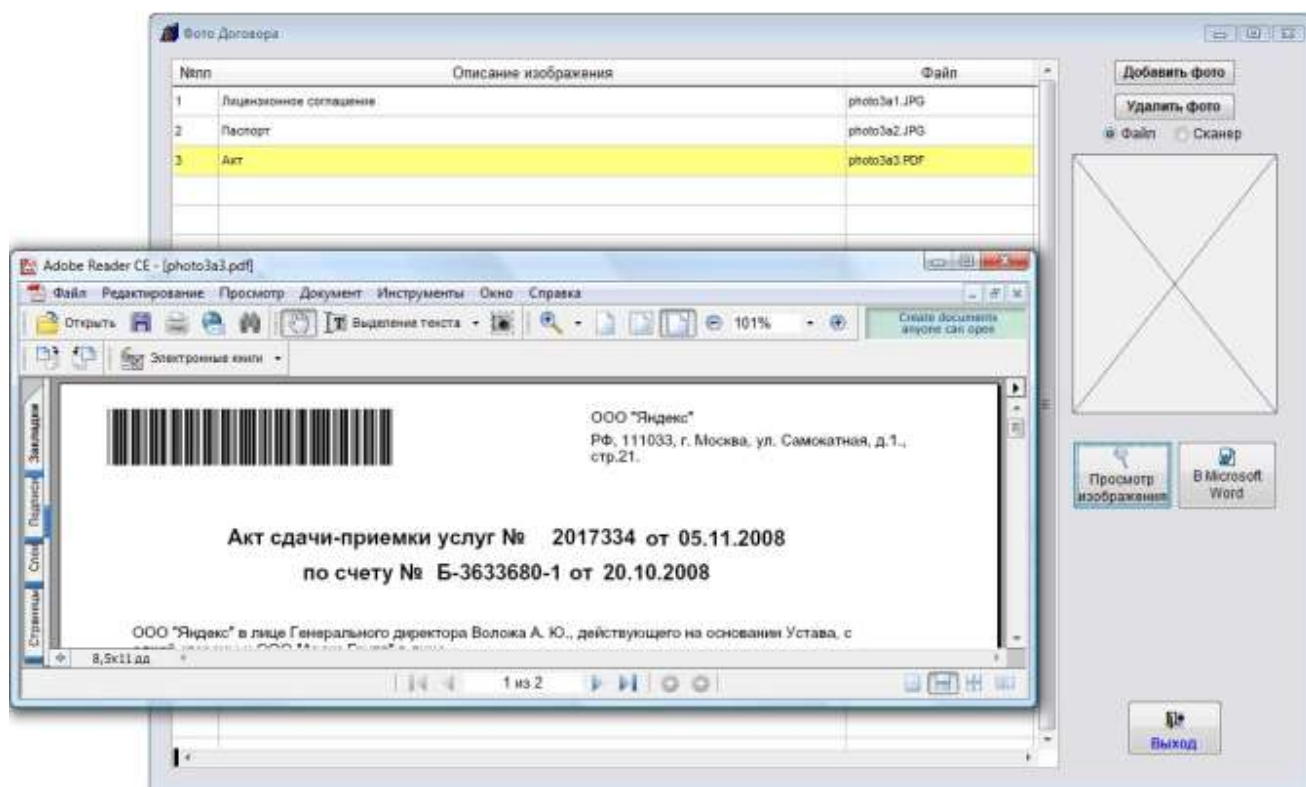 Фото Договора
№пп Описание изображения Файл
1 Лицензионное соглашение photo3a1.JPG
2 Паспорт photo3a2.JPG
3 Акт photo3a3.PDF
Добавить фото
Удалить фото
Файл Сканер
Просмотр
изображения
В Microsoft
Word
Выход
Adobe Reader CE - [photo3a3.pdf]
Файл Редактирование Просмотр Документ Инструменты Окно Справка
Открыть Выделение текста 101% Create documents
anyone can open
Электронные книги
Закладки
Подписи
Слои
Страницы
ООО "Яндекс"
РФ, 111033, г. Москва, ул. Самокатная, д.1.,
стр.21.
Акт сдачи-приемки услуг № 2017334 от 05.11.2008
по счету № Б-3633680-1 от 20.10.2008
ООО "Яндекс" в лице Генерального директора Воложа А. Ю., действующего на основании Устава, с
8,5x11 дд
1 из 2